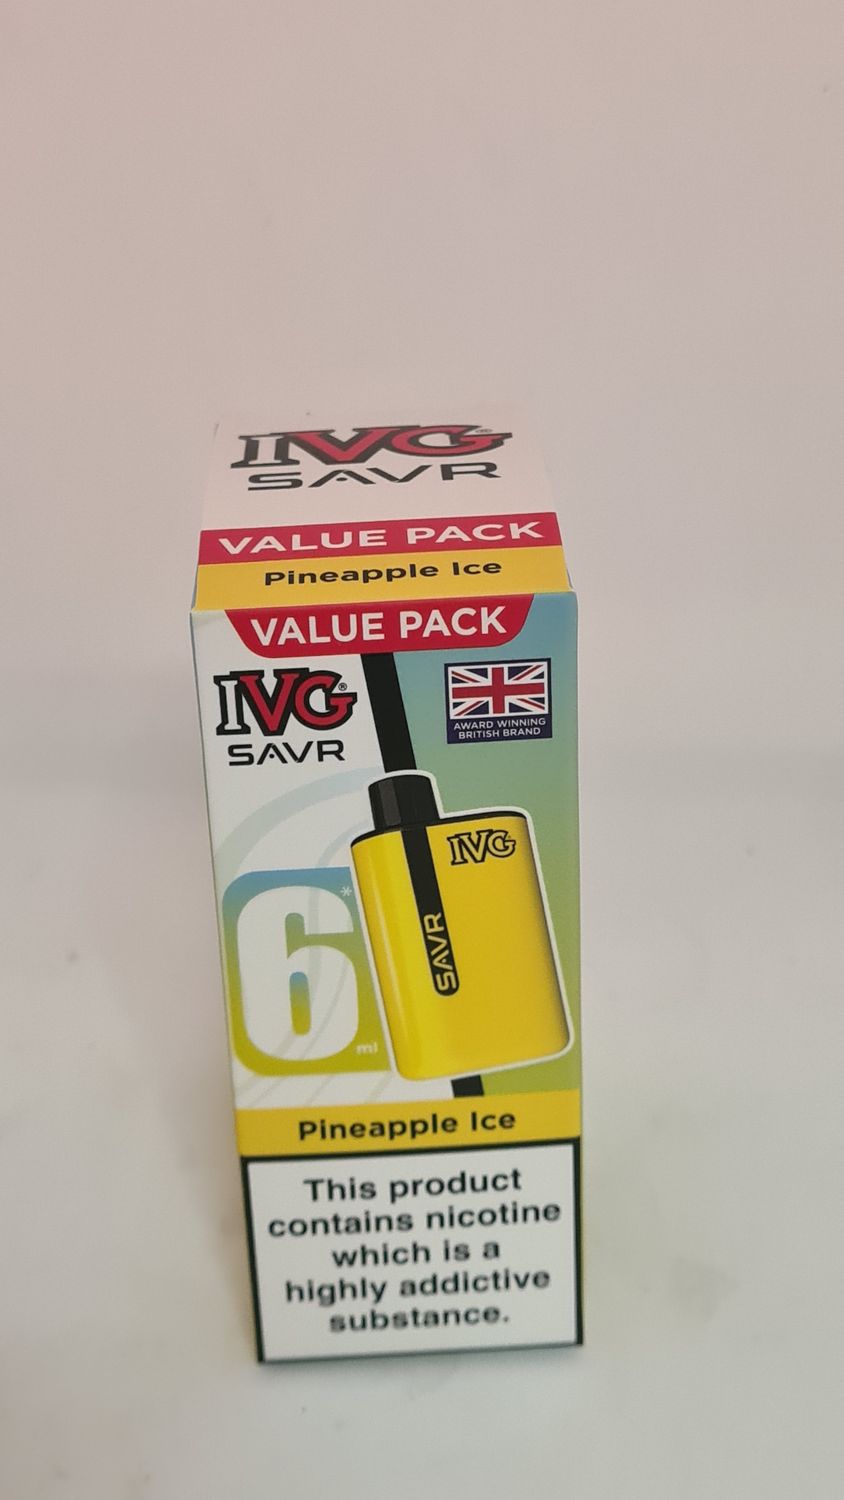 IVG®
SAVR
VALUE PACK
Pineapple Ice
VALUE PACK
IVG®
SAVR
AWARD WINNING
BRITISH BRAND
IVG
SAVR
6*
ml
Pineapple Ice
This product
contains nicotine
which is a
highly addictive
substance.